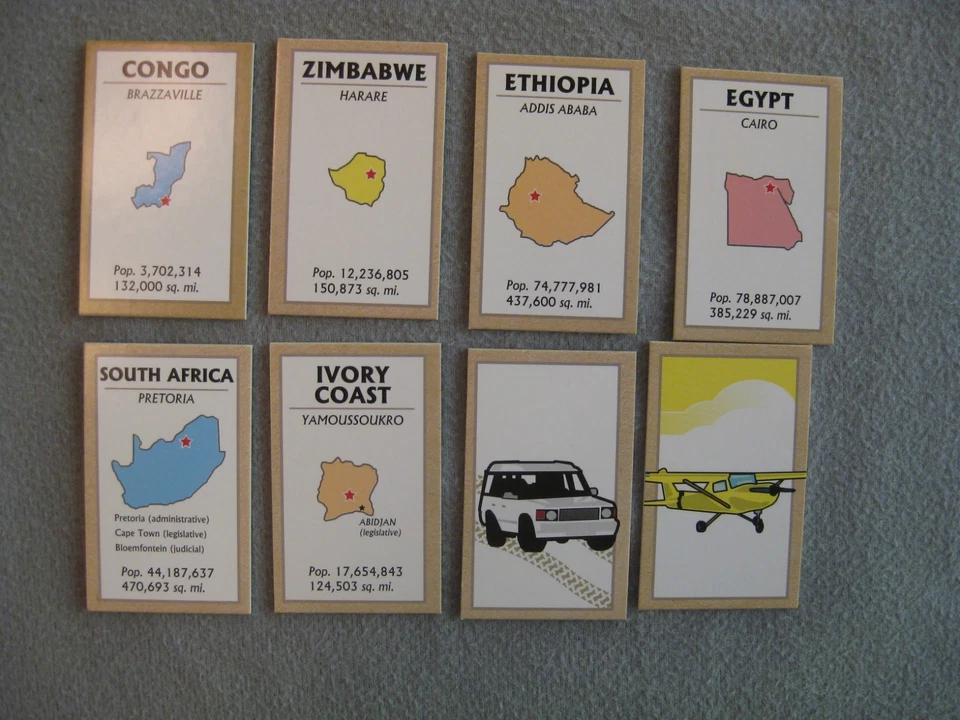 CONGO
BRAZZAVILLE
Pop. 3,702,314
132,000 sq. mi.
ZIMBABWE
HARARE
Pop. 12,236,805
150,873 sq. mi.
ETHIOPIA
ADDIS ABABA
Pop. 74,777,981
437,600 sq. mi.
EGYPT
CAIRO
Pop. 78,887,007
385,229 sq. mi.
SOUTH AFRICA
PRETORIA
Pretoria (administrative)
Cape Town (legislative)
Bloemfontein (judicial)
Pop. 44,187,637
470,693 sq. mi.
IVORY
COAST
YAMOUSSOUKRO
ABIDJAN
(legislative)
Pop. 17,654,843
124,503 sq. mi.